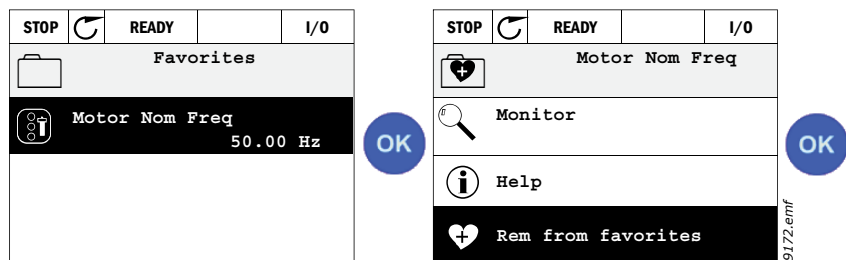 STOP READY I/O
Favorites
Motor Nom Freq
50.00 Hz
OK
STOP READY I/O
Motor Nom Freq
Monitor
Help
Rem from favorites
OK
9172.emf